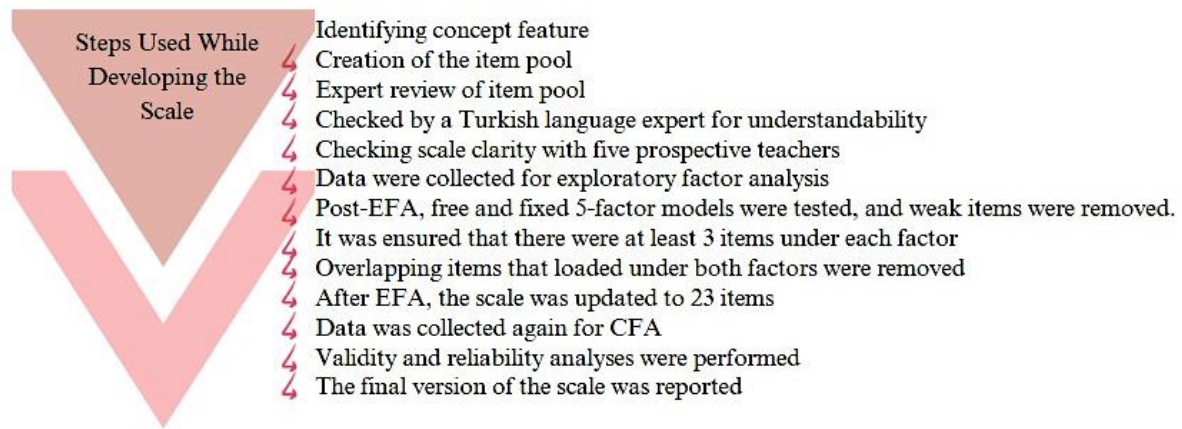 Steps Used While
Developing the
Scale
Identifying concept feature
Creation of the item pool
Expert review of item pool
Checked by a Turkish language expert for understandability
Checking scale clarity with five prospective teachers
Data were collected for exploratory factor analysis
Post-EFA, free and fixed 5-factor models were tested, and weak items were removed.
It was ensured that there were at least 3 items under each factor
Overlapping items that loaded under both factors were removed
After EFA, the scale was updated to 23 items
Data was collected again for CFA
Validity and reliability analyses were performed
The final version of the scale was reported